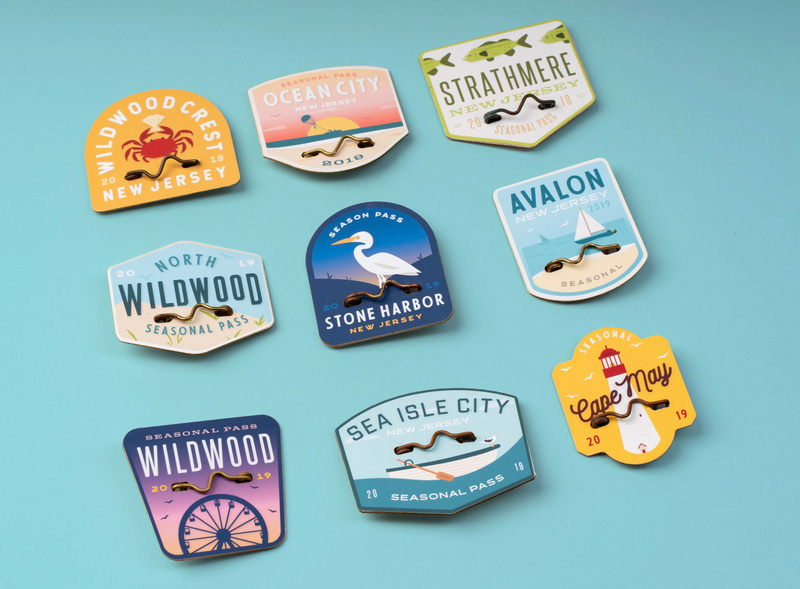 WILDWOOD CREST
20 19
NEW JERSEY
SEASONAL PASS
OCEAN CITY
NEW JERSEY
2019
STRATHMORE
NEW JERSEY
20 19
SEASONAL PASS
NORTH
20 19
WILDWOOD
SEASONAL PASS
SEASON PASS
20 19
STONE HARBOR
NEW JERSEY
AVALON
NEW JERSEY
2019
SEASONAL
SEASONAL PASS
WILDWOOD
20 19
SEA ISLE CITY
NEW JERSEY
20 19
SEASONAL PASS
SEASONAL
Cape May
20 19